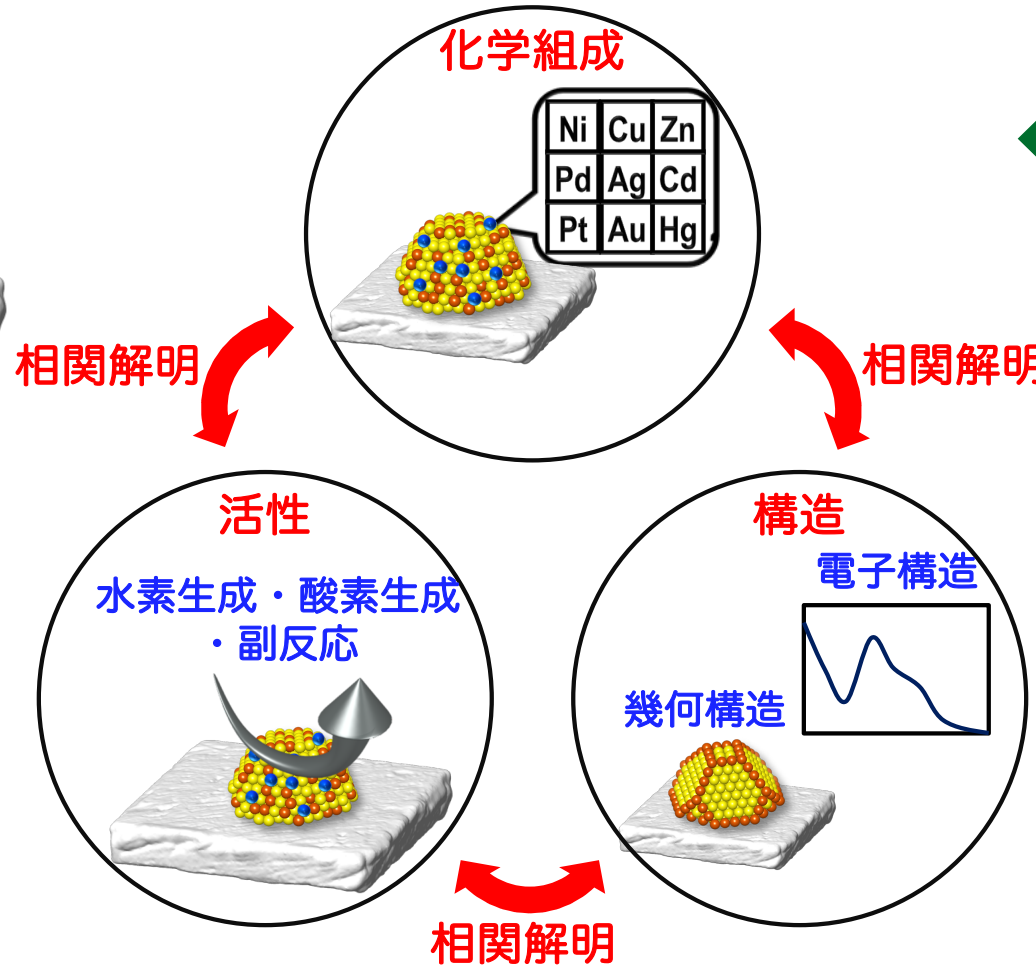 化学組成
Ni Cu Zn
Pd Ag Cd
Pt Au Hg
相関解明
相関解明
活性
水素生成・酸素生成
・副反応
構造
電子構造
幾何構造
相関解明